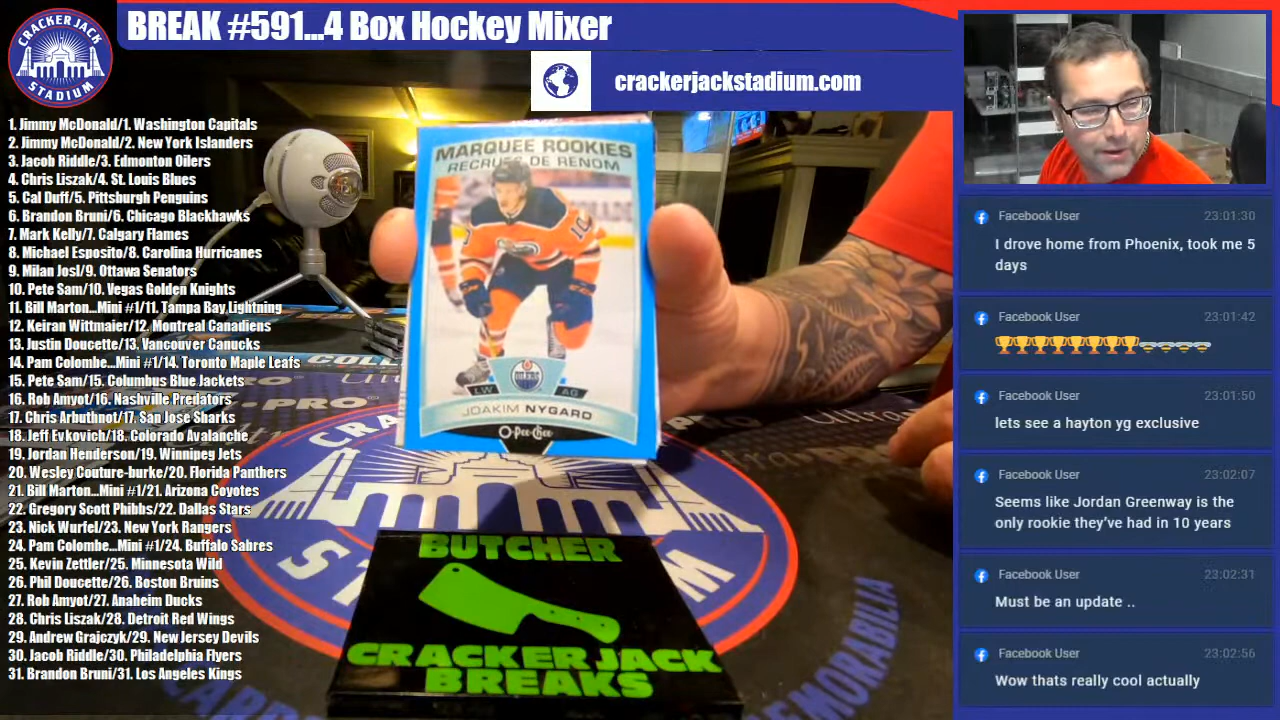 CRACKER JACK
STADIUM
BREAK #591...4 Box Hockey Mixer
crackerjackstadium.com
1. Jimmy McDonald/1. Washington Capitals
2. Jimmy McDonald/2. New York Islanders
3. Jacob Riddle/3. Edmonton Oilers
4. Chris Liszak/4. St. Louis Blues
5. Cal Duff/5. Pittsburgh Penguins
6. Brandon Bruni/6. Chicago Blackhawks
7. Mark Kelly/7. Calgary Flames
8. Michael Esposito/8. Carolina Hurricanes
9. Milan Josl/9. Ottawa Senators
10. Pete Sam/10. Vegas Golden Knights
11. Bill Marton...Mini #1/11. Tampa Bay Lightning
12. Keiran Wittmaier/12. Montreal Canadiens
13. Justin Doucette/13. Vancouver Canucks
14. Pam Colombe...Mini #1/14. Toronto Maple Leafs
15. Pete Sam/15. Columbus Blue Jackets
16. Rob Amyot/16. Nashville Predators
17. Chris Arbuthnot/17. San Jose Sharks
18. Jeff Evkovich/18. Colorado Avalanche
19. Jordan Henderson/19. Winnipeg Jets
20. Wesley Couture-burke/20. Florida Panthers
21. Bill Marton...Mini #1/21. Arizona Coyotes
22. Gregory Scott Phibbs/22. Dallas Stars
23. Nick Wurfel/23. New York Rangers
24. Pam Colombe...Mini #1/24. Buffalo Sabres
25. Kevin Zettler/25. Minnesota Wild
26. Phil Doucette/26. Boston Bruins
27. Rob Amyot/27. Anaheim Ducks
28. Chris Liszak/28. Detroit Red Wings
29. Andrew Grajczyk/29. New Jersey Devils
30. Jacob Riddle/30. Philadelphia Flyers
31. Brandon Bruni/31. Los Angeles Kings
MARQUEE ROOKIES
RECRUES DE RENOM
10
OILERS
LW AG
JOAKIM NYGARD
O-Pee-Chee
BUTCHER
CRACKER JACK
BREAKS
Facebook User 23:01:30
I drove home from Phoenix, took me 5
days
Facebook User 23:01:42
Facebook User 23:01:50
lets see a hayton yg exclusive
Facebook User 23:02:07
Seems like Jordan Greenway is the
only rookie they've had in 10 years
Facebook User 23:02:31
Must be an update ..
Facebook User 23:02:56
Wow thats really cool actually